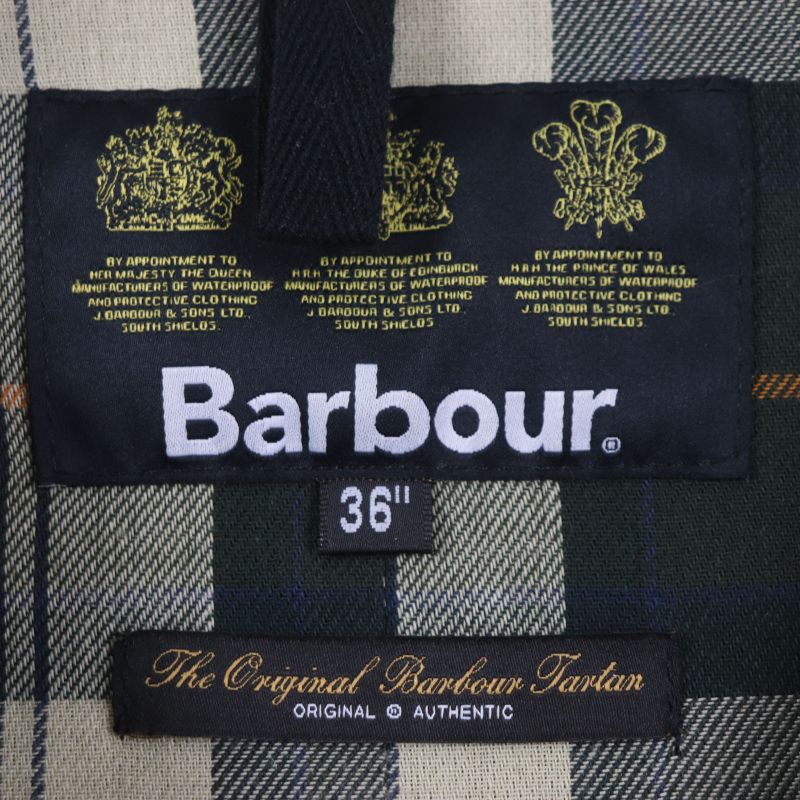 BY APPOINTMENT TO
HER MAJESTY THE QUEEN
MANUFACTURERS OF WATERPROOF
AND PROTECTIVE CLOTHING
J. BARBOUR & SONS LTD.,
SOUTH SHIELDS.
BY APPOINTMENT TO
H.R.H. THE DUKE OF EDINBURGH
MANUFACTURERS OF WATERPROOF
AND PROTECTIVE CLOTHING
J. BARBOUR & SONS LTD.,
SOUTH SHIELDS.
BY APPOINTMENT TO
H.R.H. THE PRINCE OF WALES
MANUFACTURERS OF WATERPROOF
AND PROTECTIVE CLOTHING
J. BARBOUR & SONS LTD.,
SOUTH SHIELDS.
Barbour®
36"
The Original Barbour Tartan
ORIGINAL ® AUTHENTIC